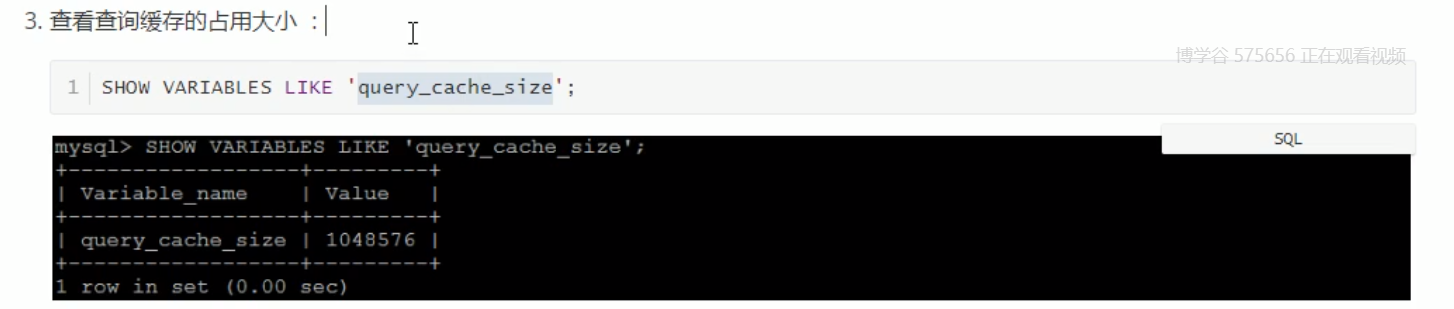 3. 查看查询缓存的占用大小 ：
博学谷 575656 正在观看视频
1 SHOW VARIABLES LIKE 'query_cache_size';
SQL
mysql> SHOW VARIABLES LIKE 'query_cache_size';
+------------------+---------+
| Variable_name    | Value   |
+------------------+---------+
| query_cache_size | 1048576 |
+------------------+---------+
1 row in set (0.00 sec)